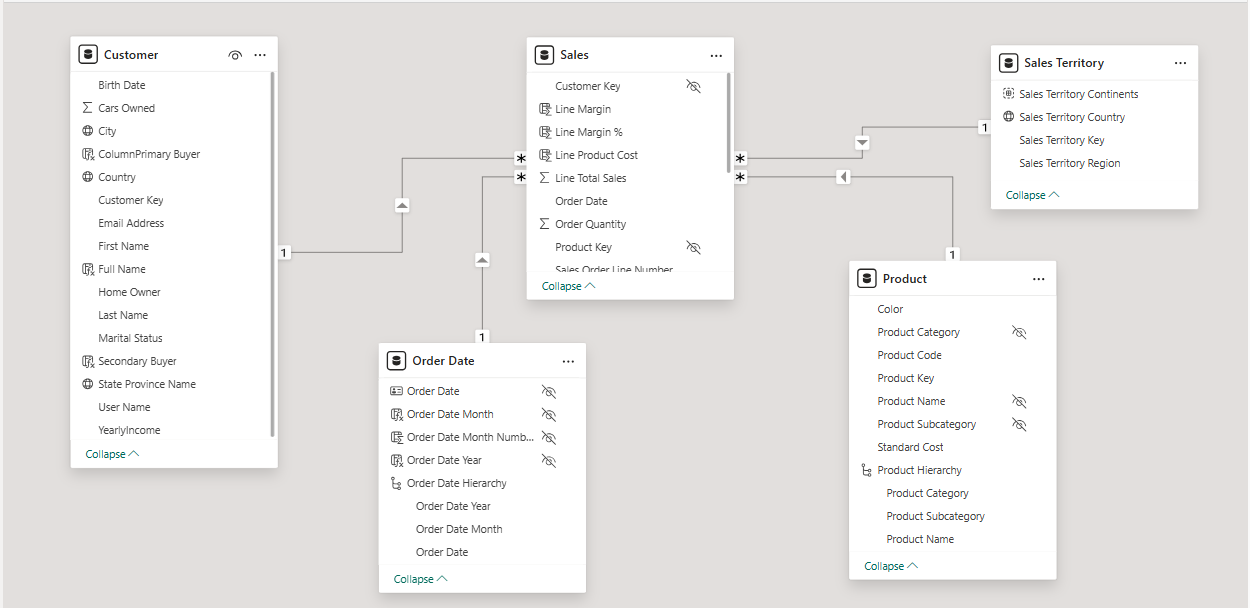 Customer
Birth Date
Cars Owned
City
ColumnPrimary Buyer
Country
Customer Key
Email Address
First Name
Full Name
Home Owner
Last Name
Marital Status
Secondary Buyer
State Province Name
User Name
YearlyIncome
Collapse
1
Sales
Customer Key
Line Margin
Line Margin %
Line Product Cost
Line Total Sales
Order Date
Order Quantity
Product Key
Sales Order Line Number
Collapse
*
*
*
*
Sales Territory
Sales Territory Continents
Sales Territory Country
Sales Territory Key
Sales Territory Region
Collapse
1
1
Order Date
Order Date
Order Date Month
Order Date Month Numb...
Order Date Year
Order Date Hierarchy
Order Date Year
Order Date Month
Order Date
Collapse
1
Product
Color
Product Category
Product Code
Product Key
Product Name
Product Subcategory
Standard Cost
Product Hierarchy
Product Category
Product Subcategory
Product Name
Collapse